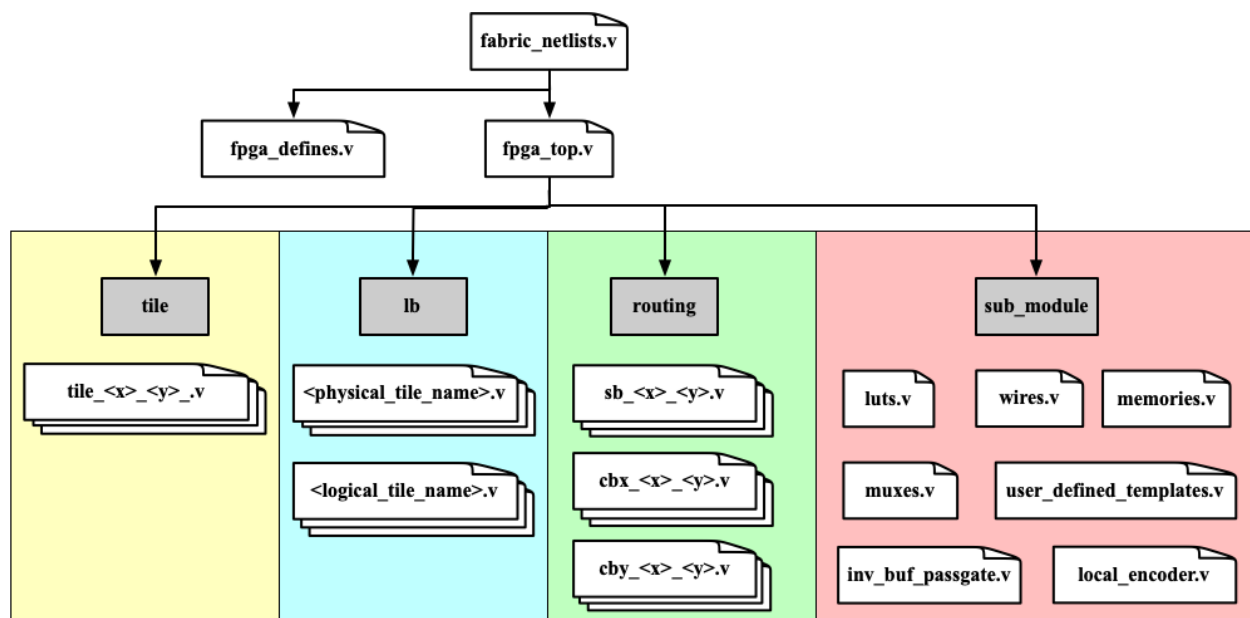 fabric_netlists.v
fpga_defines.v
fpga_top.v
tile
lb
routing
sub_module
tile_<x>_<y>_.v
<physical_tile_name>.v
<logical_tile_name>.v
sb_<x>_<y>.v
cbx_<x>_<y>.v
cby_<x>_<y>.v
luts.v
wires.v
memories.v
muxes.v
user_defined_templates.v
inv_buf_passgate.v
local_encoder.v